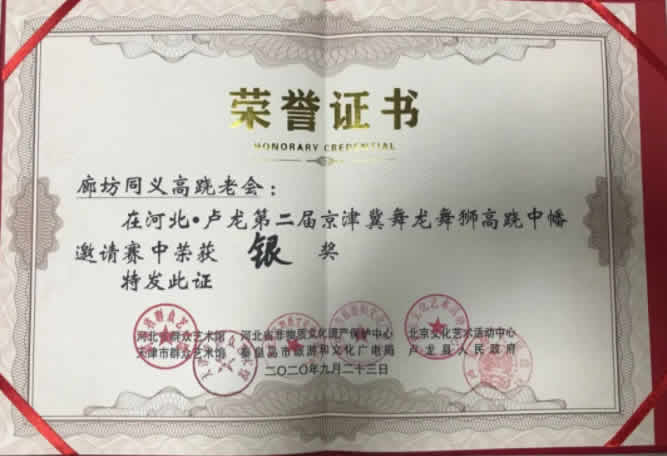 荣誉证书
HONORARY CREDENTIAL
廊坊同义高跷老会：
在河北•卢龙第二届京津冀舞龙舞狮高跷中幡
邀请赛中荣获 银 奖
特发此证
河北省群众艺术馆 河北省非物质文化遗产保护中心 北京文化艺术活动中心
天津市群众艺术馆 秦皇岛市旅游和文化广电局 卢龙县人民政府
二〇二〇年九月二十三日